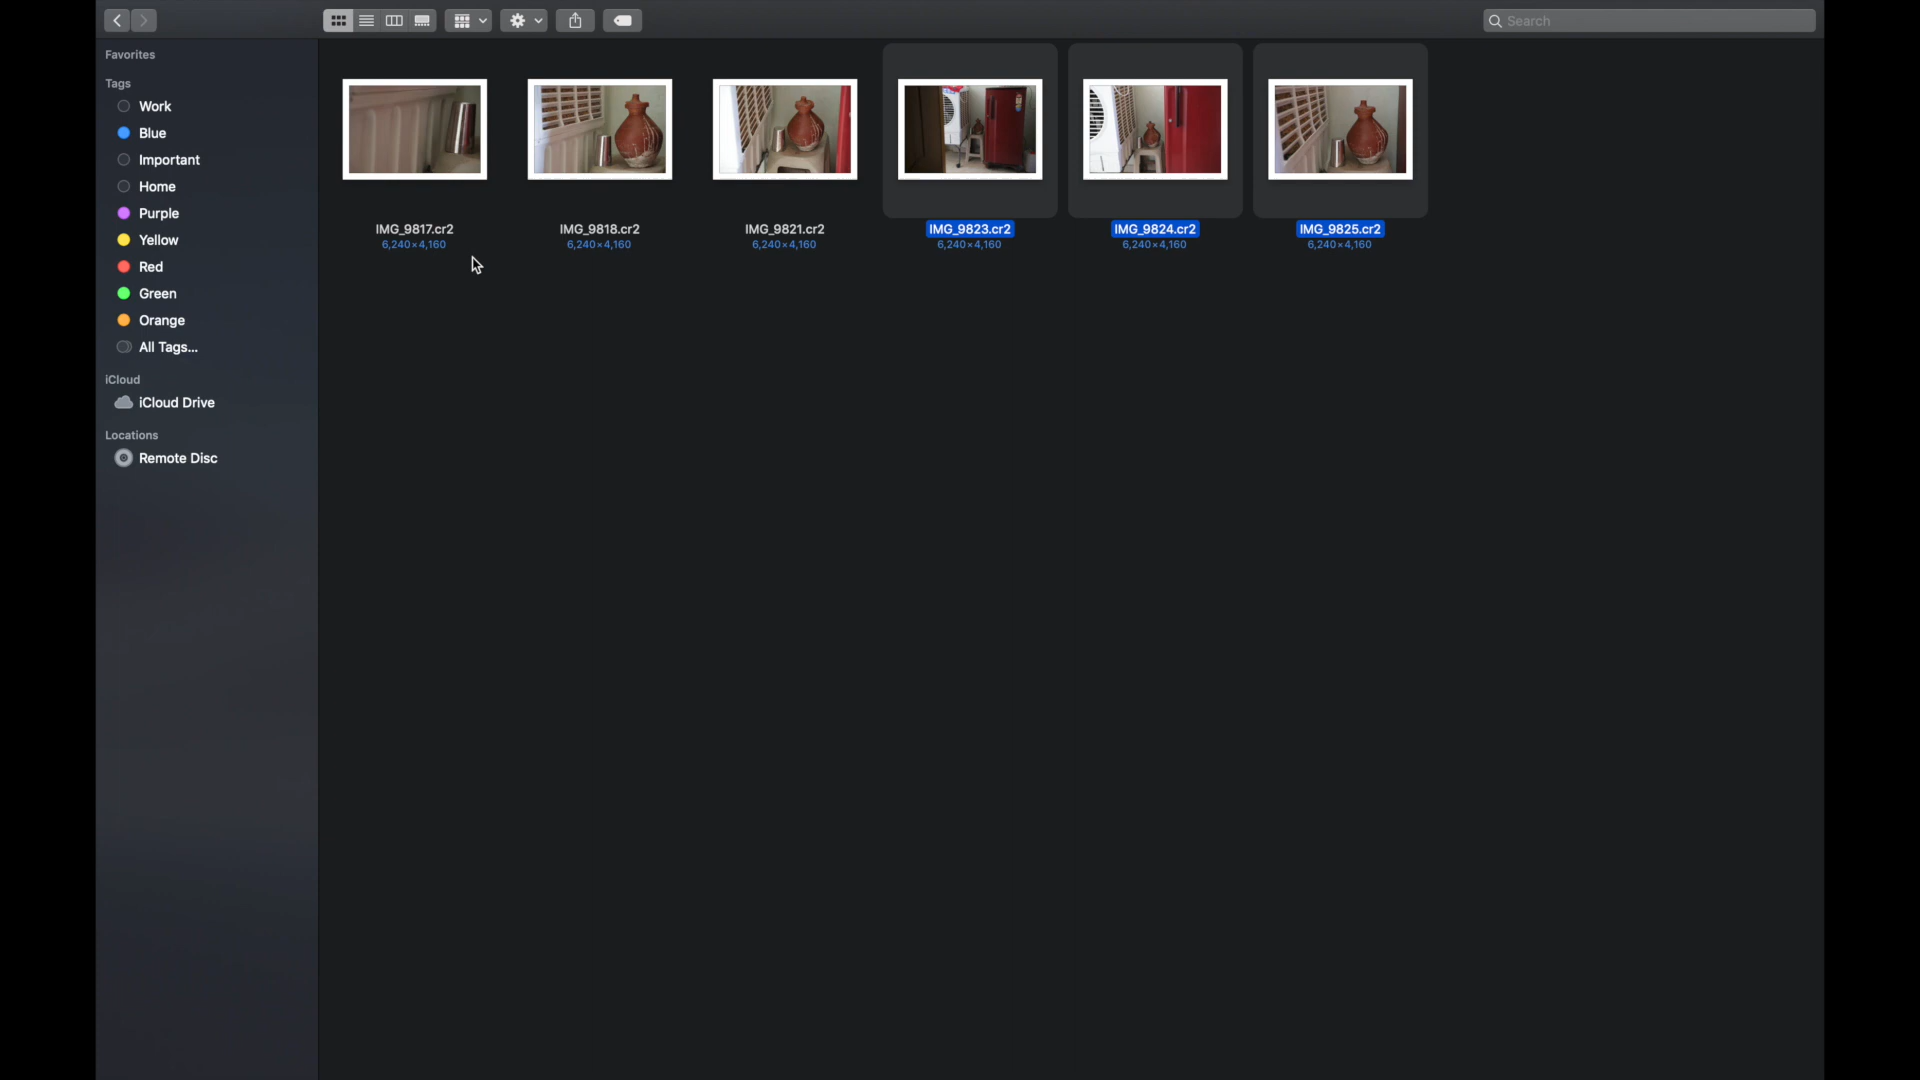 Search
Favorites
Tags
Work
Blue
Important
Home
Purple
Yellow
Red
Green
Orange
All Tags...
iCloud
iCloud Drive
Locations
Remote Disc
IMG_9817.cr2
6,240×4,160
IMG_9818.cr2
6,240×4,160
IMG_9821.cr2
6,240×4,160
IMG_9823.cr2
6,240×4,160
IMG_9824.cr2
6,240×4,160
IMG_9825.cr2
6,240×4,160